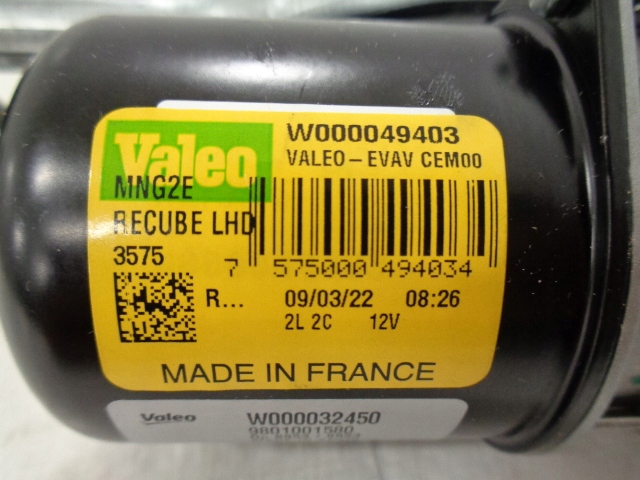 Valeo
W000049403
VALEO-EVAV CEM00
MNG2E
RECUBE LHD
3575
7 575000 494034
R... 09/03/22 08:26
2L 2C 12V
MADE IN FRANCE
Valeo W000032450
9801001580